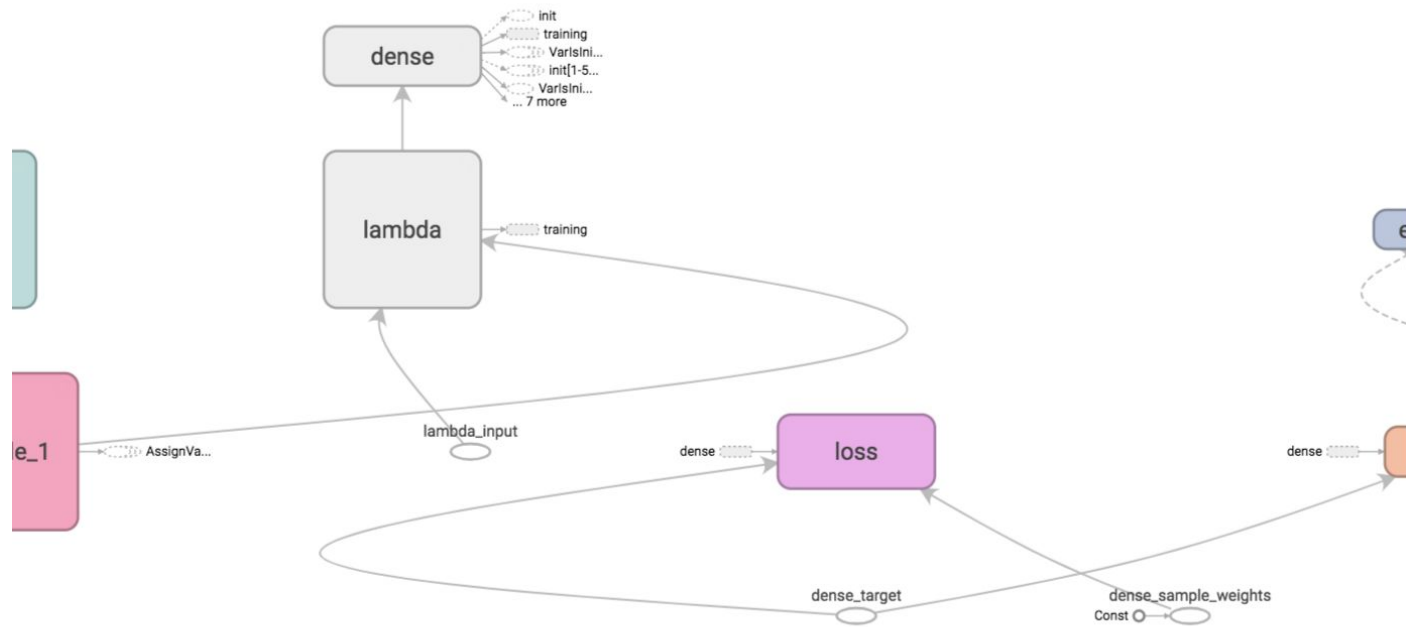 init
training
VarIsIni...
init[1-5...
VarIsIni...
... 7 more
dense
lambda
training
e
lambda_input
le_1
AssignVa...
dense
loss
dense
dense_target
dense_sample_weights
Const